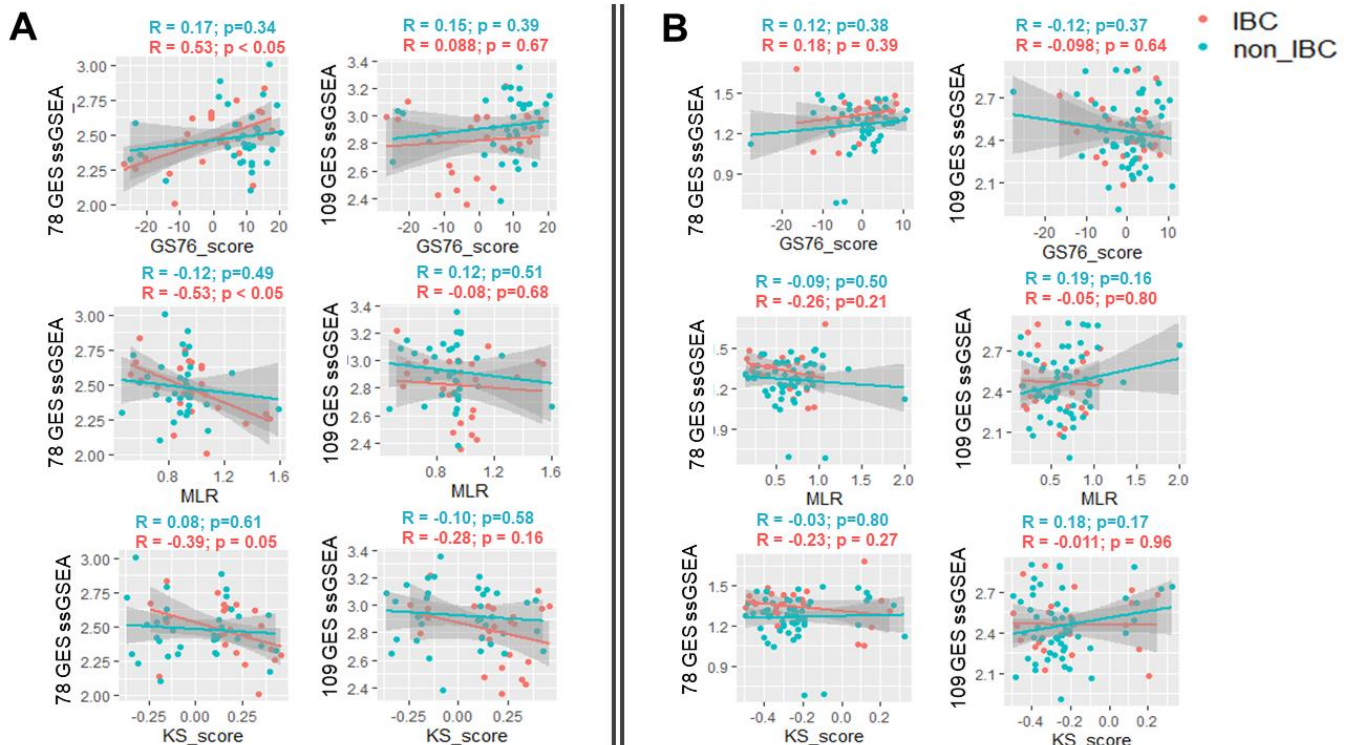 A
R = 0.17; p=0.34
R = 0.53; p < 0.05
78 GES ssGSEA
3.00
2.75
2.50
2.25
2.00
-20
-10
0
10
20
GS76_score
R = 0.15; p = 0.39
R = 0.088; p = 0.67
109 GES ssGSEA
3.4
3.2
3.0
2.8
2.6
2.4
-20
-10
0
10
20
GS76_score
R = -0.12; p=0.49
R = -0.53; p < 0.05
78 GES ssGSEA
3.00
2.75
2.50
2.25
2.00
0.8
1.2
1.6
MLR
R = 0.12; p=0.51
R = -0.08; p=0.68
109 GES ssGSEA
3.4
3.2
3.0
2.8
2.6
2.4
0.8
1.2
1.6
MLR
R = 0.08; p=0.61
R = -0.39; p = 0.05
78 GES ssGSEA
3.00
2.75
2.50
2.25
2.00
-0.25
0.00
0.25
KS_score
R = -0.10; p=0.58
R = -0.28; p = 0.16
109 GES ssGSEA
3.4
3.2
3.0
2.8
2.6
2.4
-0.25
0.00
0.25
KS_score
B
R = 0.12; p=0.38
R = 0.18; p = 0.39
78 GES ssGSEA
1.5
1.2
0.9
-20
-10
0
10
GS76_score
R = -0.12; p=0.37
R = -0.098; p = 0.64
109 GES ssGSEA
2.7
2.4
2.1
-20
-10
0
10
GS76_score
IBC
non_IBC
R = -0.09; p=0.50
R = -0.26; p=0.21
78 GES ssGSEA
.5
.2
.9
0.5
1.0
1.5
2.0
MLR
R = 0.19; p=0.16
R = -0.05; p=0.80
109 GES ssGSEA
2.7
2.4
2.1
0.5
1.0
1.5
2.0
MLR
R = -0.03; p=0.80
R = -0.23; p = 0.27
78 GES ssGSEA
1.5
1.2
0.9
-0.4
-0.2
0.0
0.2
KS_score
R = 0.18; p=0.17
R = -0.011; p = 0.96
109 GES ssGSEA
2.7
2.4
2.1
-0.4
-0.2
0.0
0.2
KS_score